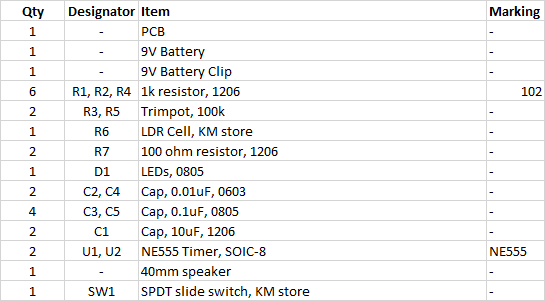 Qty Designator Item Marking
1 - PCB -
1 - 9V Battery -
1 - 9V Battery Clip -
6 R1, R2, R4 1k resistor, 1206 102
2 R3, R5 Trimpot, 100k -
1 R6 LDR Cell, KM store -
2 R7 100 ohm resistor, 1206 -
1 D1 LEDs, 0805 -
2 C2, C4 Cap, 0.01uF, 0603 -
4 C3, C5 Cap, 0.1uF, 0805 -
2 C1 Cap, 10uF, 1206 -
2 U1, U2 NE555 Timer, SOIC-8 NE555
1 - 40mm speaker -
1 SW1 SPDT slide switch, KM store -